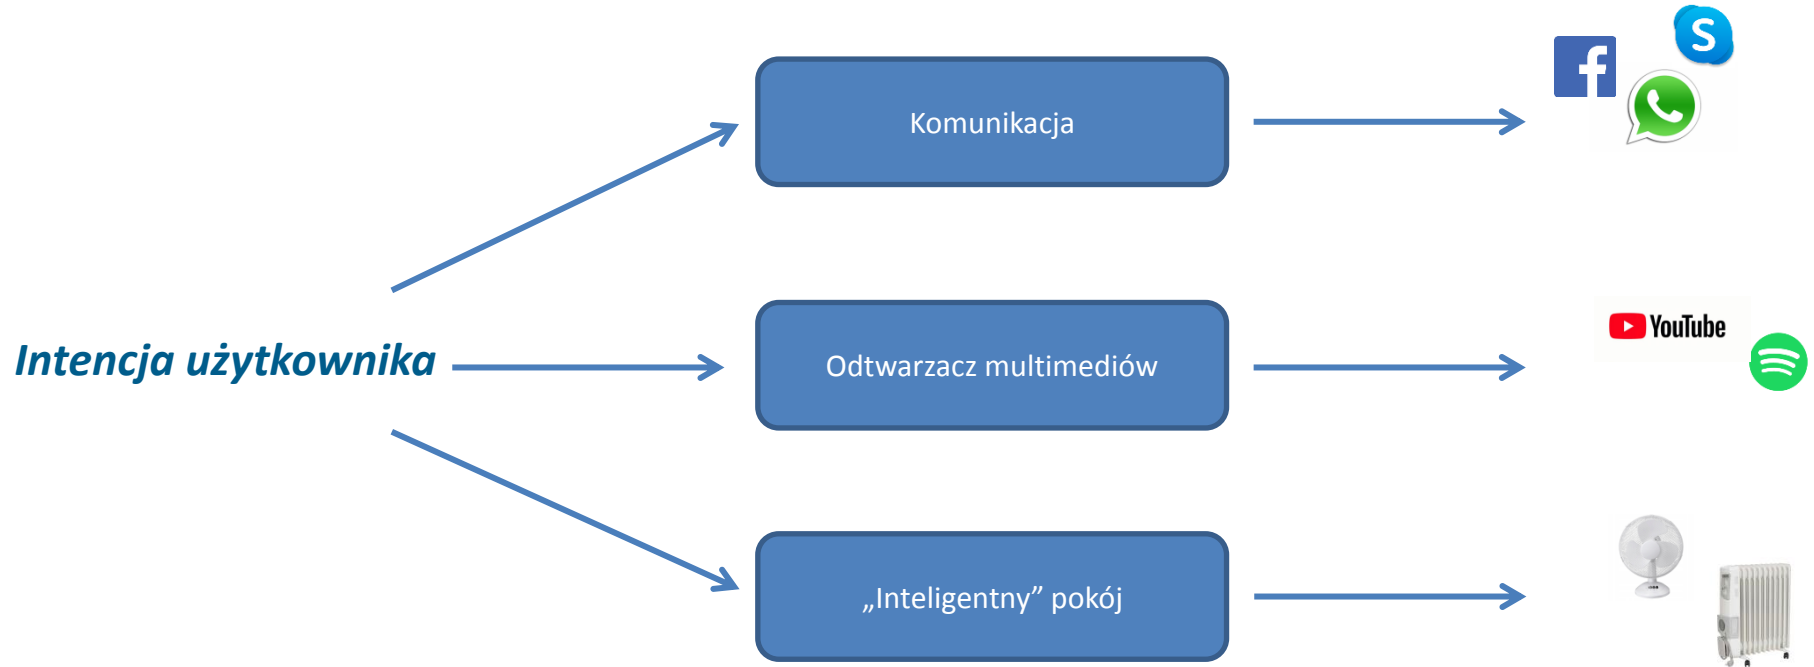 S
f
Komunikacja
YouTube
Intencja użytkownika
Odtwarzacz multimediów
„Inteligentny” pokój